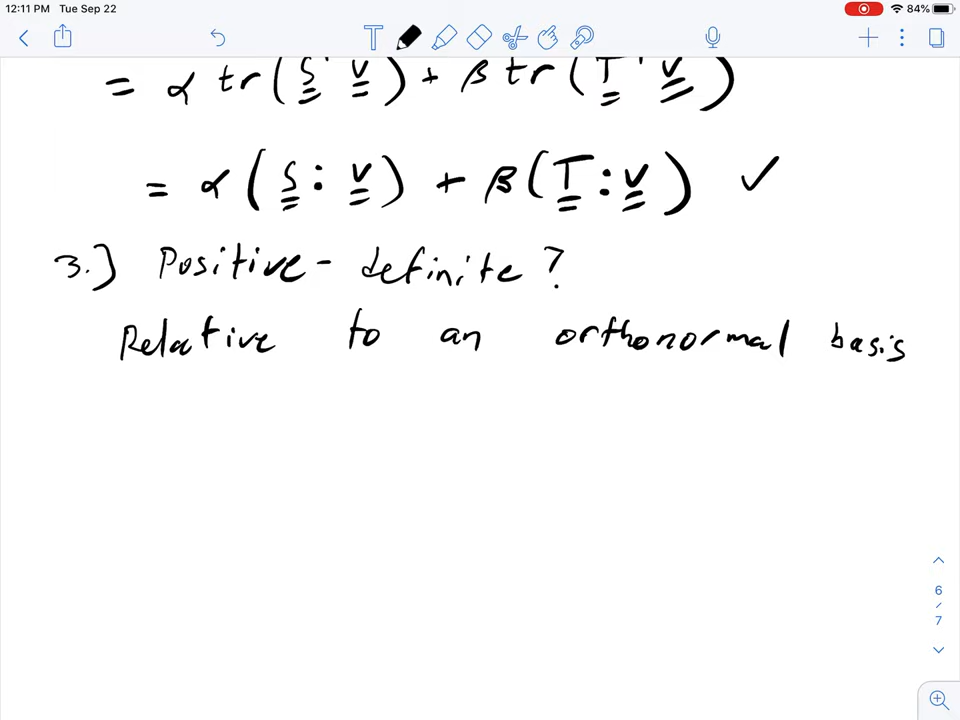 12:11 PM Tue Sep 22 84%
= α tr(S · V) + β tr(T · V)
= α(S : V) + β(T : V) ✓
3.) Positive-definite?
Relative to an orthonormal basis
6
7